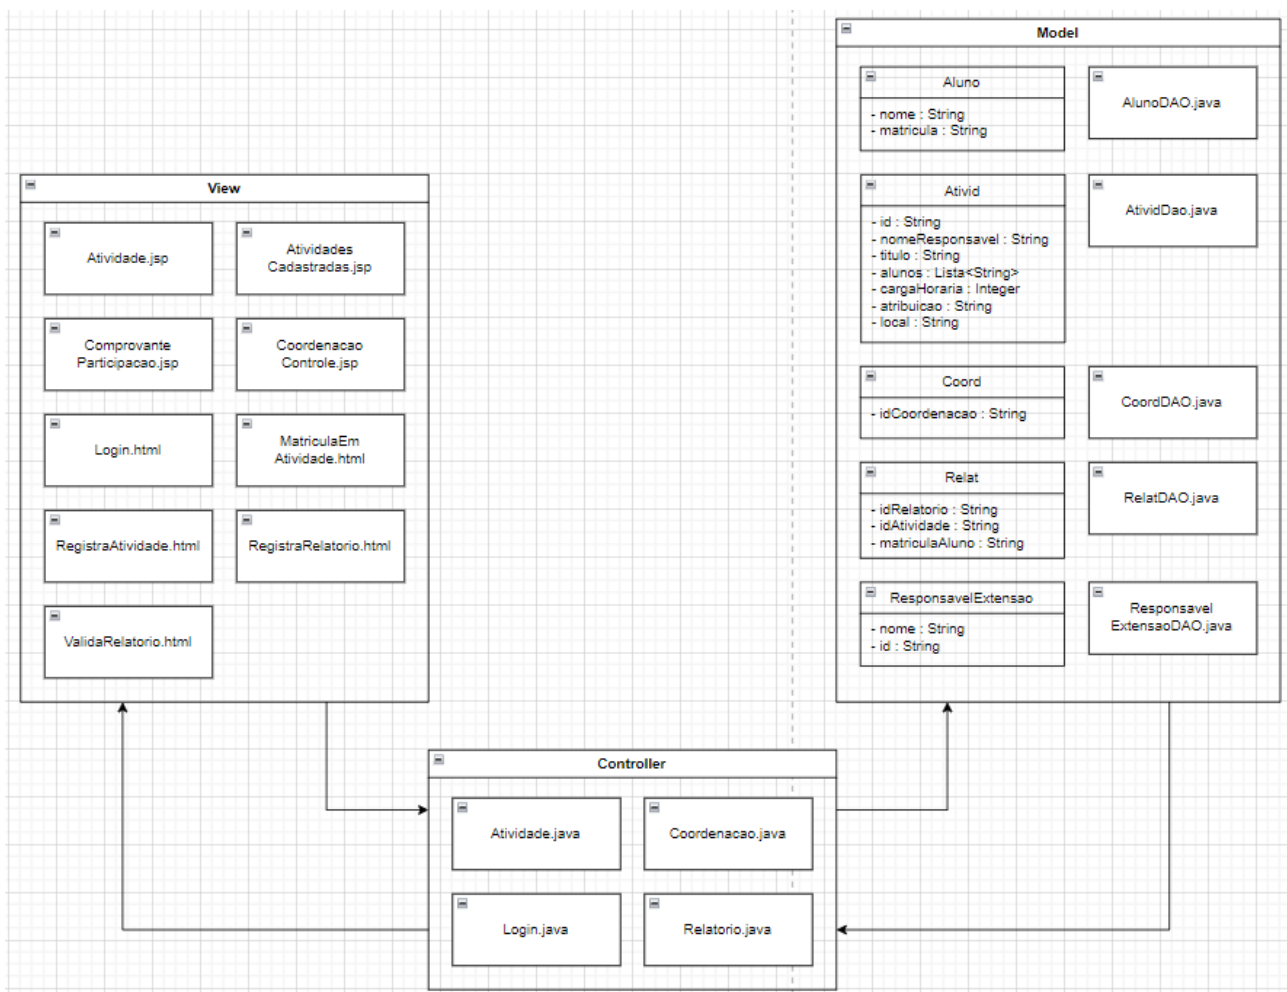 View
Atividade.jsp
Atividades
Cadastradas.jsp
Comprovante
Participacao.jsp
Coordenacao
Controle.jsp
Login.html
MatriculaEm
Atividade.html
RegistraAtividade.html
RegistraRelatorio.html
ValidaRelatorio.html
Controller
Atividade.java
Coordenacao.java
Login.java
Relatorio.java
Model
Aluno
- nome : String
- matricula : String
AlunoDAO.java
Ativid
- id : String
- nomeResponsavel : String
- titulo : String
- alunos : Lista<String>
- cargaHoraria : Integer
- atribuicao : String
- local : String
AtividDao.java
Coord
- idCoordenacao : String
CoordDAO.java
Relat
- idRelatorio : String
- idAtividade : String
- matriculaAluno : String
RelatDAO.java
ResponsavelExtensao
- nome : String
- id : String
Responsavel
ExtensaoDAO.java